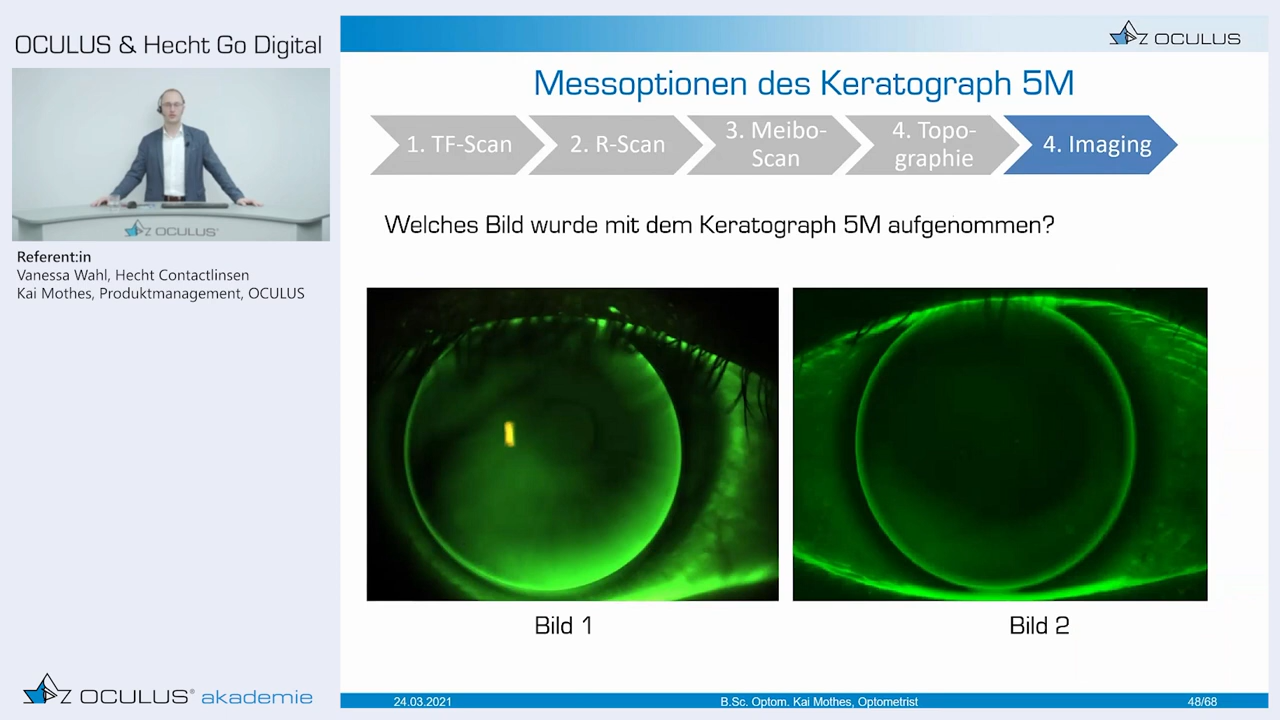 OCULUS & Hecht Go Digital
OCULUS
Referent:in
Vanessa Wahl, Hecht Contactlinsen
Kai Mothes, Produktmanagement, OCULUS
OCULUS® akademie
OCULUS
Messoptionen des Keratograph 5M
1. TF-Scan
2. R-Scan
3. Meibo-
Scan
4. Topo-
graphie
4. Imaging
Welches Bild wurde mit dem Keratograph 5M aufgenommen?
Bild 1
Bild 2
24.03.2021
B.Sc. Optom. Kai Mothes, Optometrist
48/68